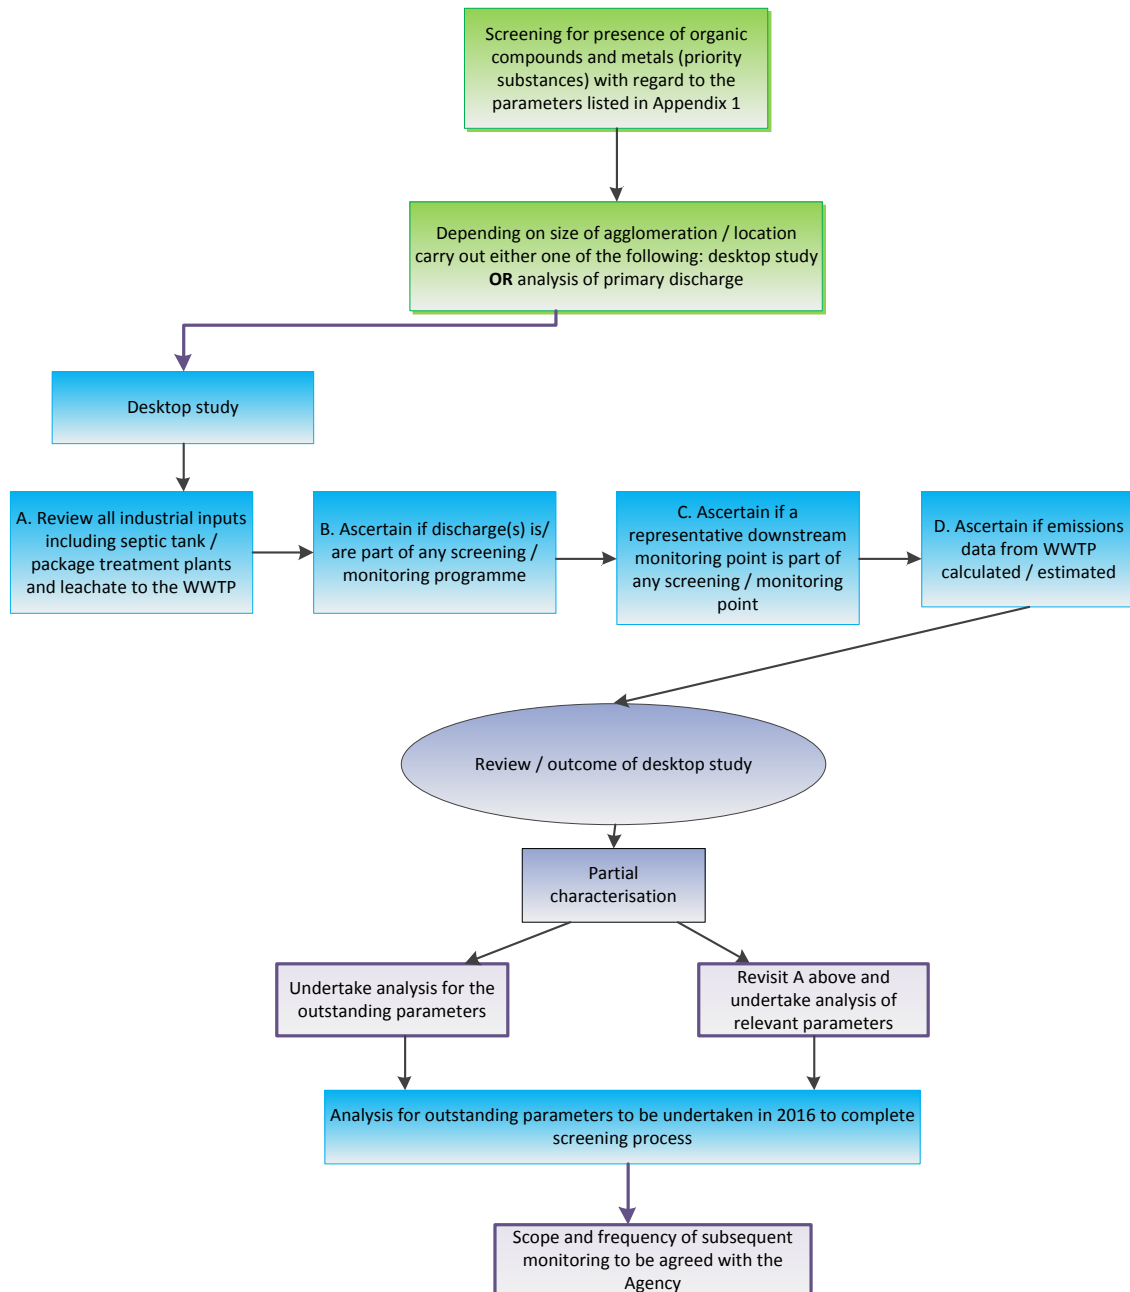 Screening for presence of organic
compounds and metals (priority
substances) with regard to the
parameters listed in Appendix 1
Depending on size of agglomeration / location
carry out either one of the following: desktop study
OR analysis of primary discharge
Desktop study
A. Review all industrial inputs
including septic tank /
package treatment plants
and leachate to the WWTP
B. Ascertain if discharge(s) is/
are part of any screening /
monitoring programme
C. Ascertain if a
representative downstream
monitoring point is part of
any screening / monitoring
point
D. Ascertain if emissions
data from WWTP
calculated / estimated
Review / outcome of desktop study
Partial
characterisation
Undertake analysis for the
outstanding parameters
Revisit A above and
undertake analysis of
relevant parameters
Analysis for outstanding parameters to be undertaken in 2016 to complete
screening process
Scope and frequency of subsequent
monitoring to be agreed with the
Agency